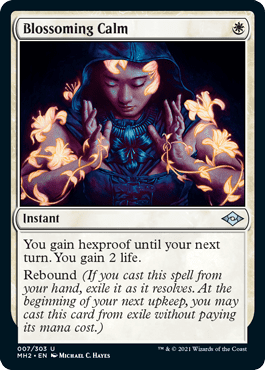 Blossoming Calm
Instant
You gain hexproof until your next
turn. You gain 2 life.
Rebound (If you cast this spell from
your hand, exile it as it resolves. At the
beginning of your next upkeep, you may
cast this card from exile without paying
its mana cost.)
007/303 U
MH2 • EN Michael C. Hayes
™ & © 2021 Wizards of the Coast